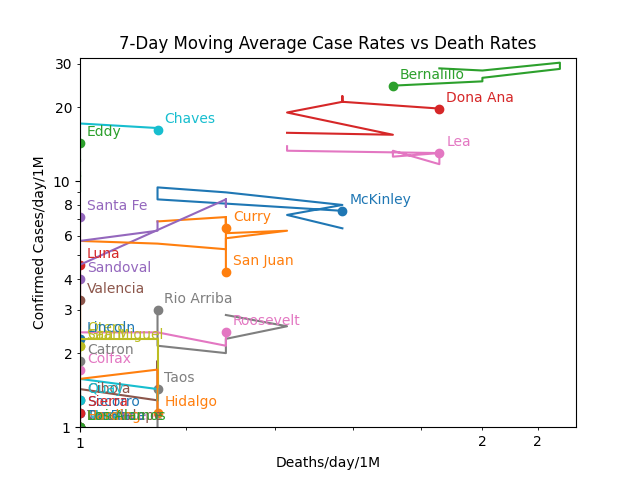 7-Day Moving Average Case Rates vs Death Rates
Confirmed Cases/day/1M
30
20
10
8
6
4
3
2
1
Bernalillo
Dona Ana
Chaves
Eddy
Lea
McKinley
Santa Fe
Curry
Luna
San Juan
Sandoval
Valencia
Rio Arriba
Roosevelt
Lincoln
Catron
Colfax
Taos
Cibola
Hidalgo
Socorro
1
2
2
Deaths/day/1M